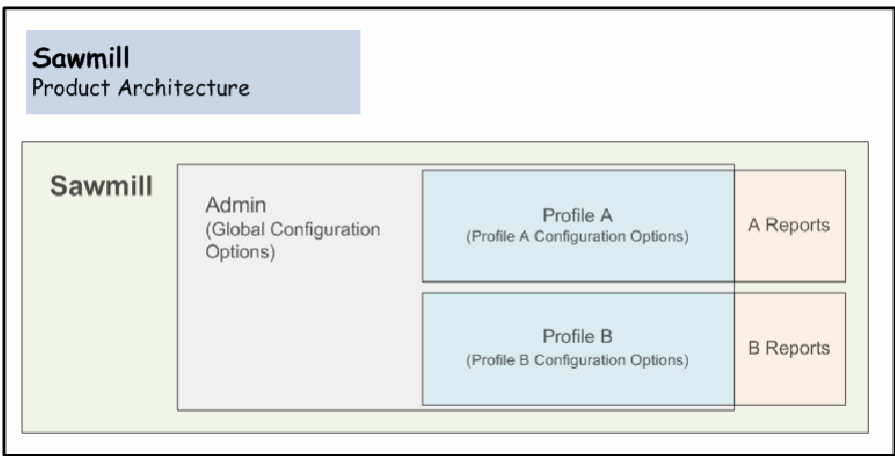 Sawmill
Product Architecture
Sawmill
Admin
(Global Configuration
Options)
Profile A
(Profile A Configuration Options)
A Reports
Profile B
(Profile B Configuration Options)
B Reports